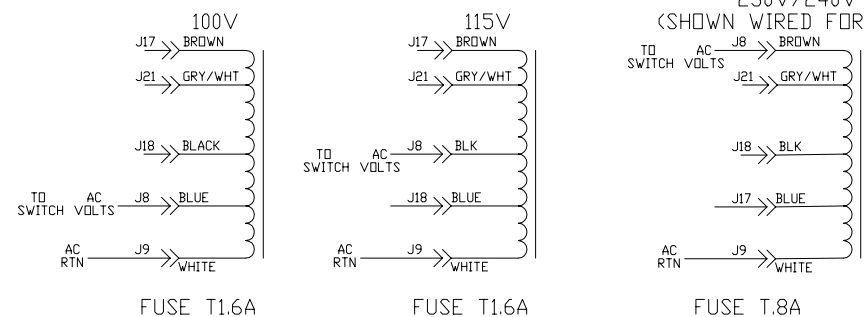 100V
J17 BROWN
J21 GRY/WHT
J18 BLACK
TO AC J8 BLUE
SWITCH VOLTS
AC J9
RTN WHITE
FUSE T1.6A
115V
J17 BROWN
J21 GRY/WHT
TO AC J8 BLK
SWITCH VOLTS
J18 BLUE
AC J9
RTN WHITE
FUSE T1.6A
230V/240V
(SHOWN WIRED FOR
TO AC J8 BROWN
SWITCH VOLTS
J21 GRY/WHT
J18 BLK
J17 BLUE
AC J9
RTN WHITE
FUSE T.8A